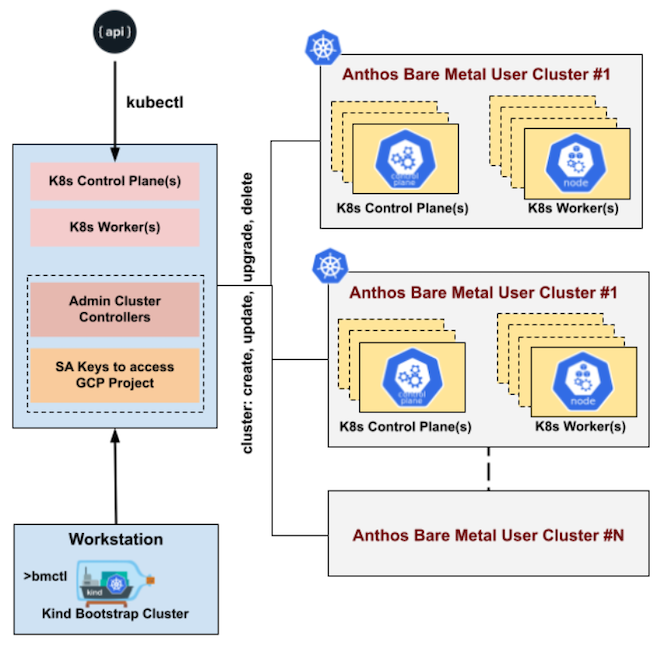 {api}
kubectl
K8s Control Plane(s)
K8s Worker(s)
Admin Cluster
Controllers
SA Keys to access
GCP Project
Workstation
>bmctl
kind
Kind Bootstrap Cluster
cluster: create, update, upgrade, delete
Anthos Bare Metal User Cluster #1
control
plane
node
K8s Control Plane(s)
K8s Worker(s)
Anthos Bare Metal User Cluster #1
control
plane
node
K8s Control Plane(s)
K8s Worker(s)
Anthos Bare Metal User Cluster #N